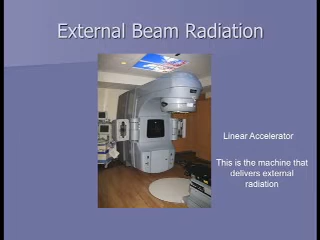 External Beam Radiation
Linear Accelerator
This is the machine that
delivers external
radiation